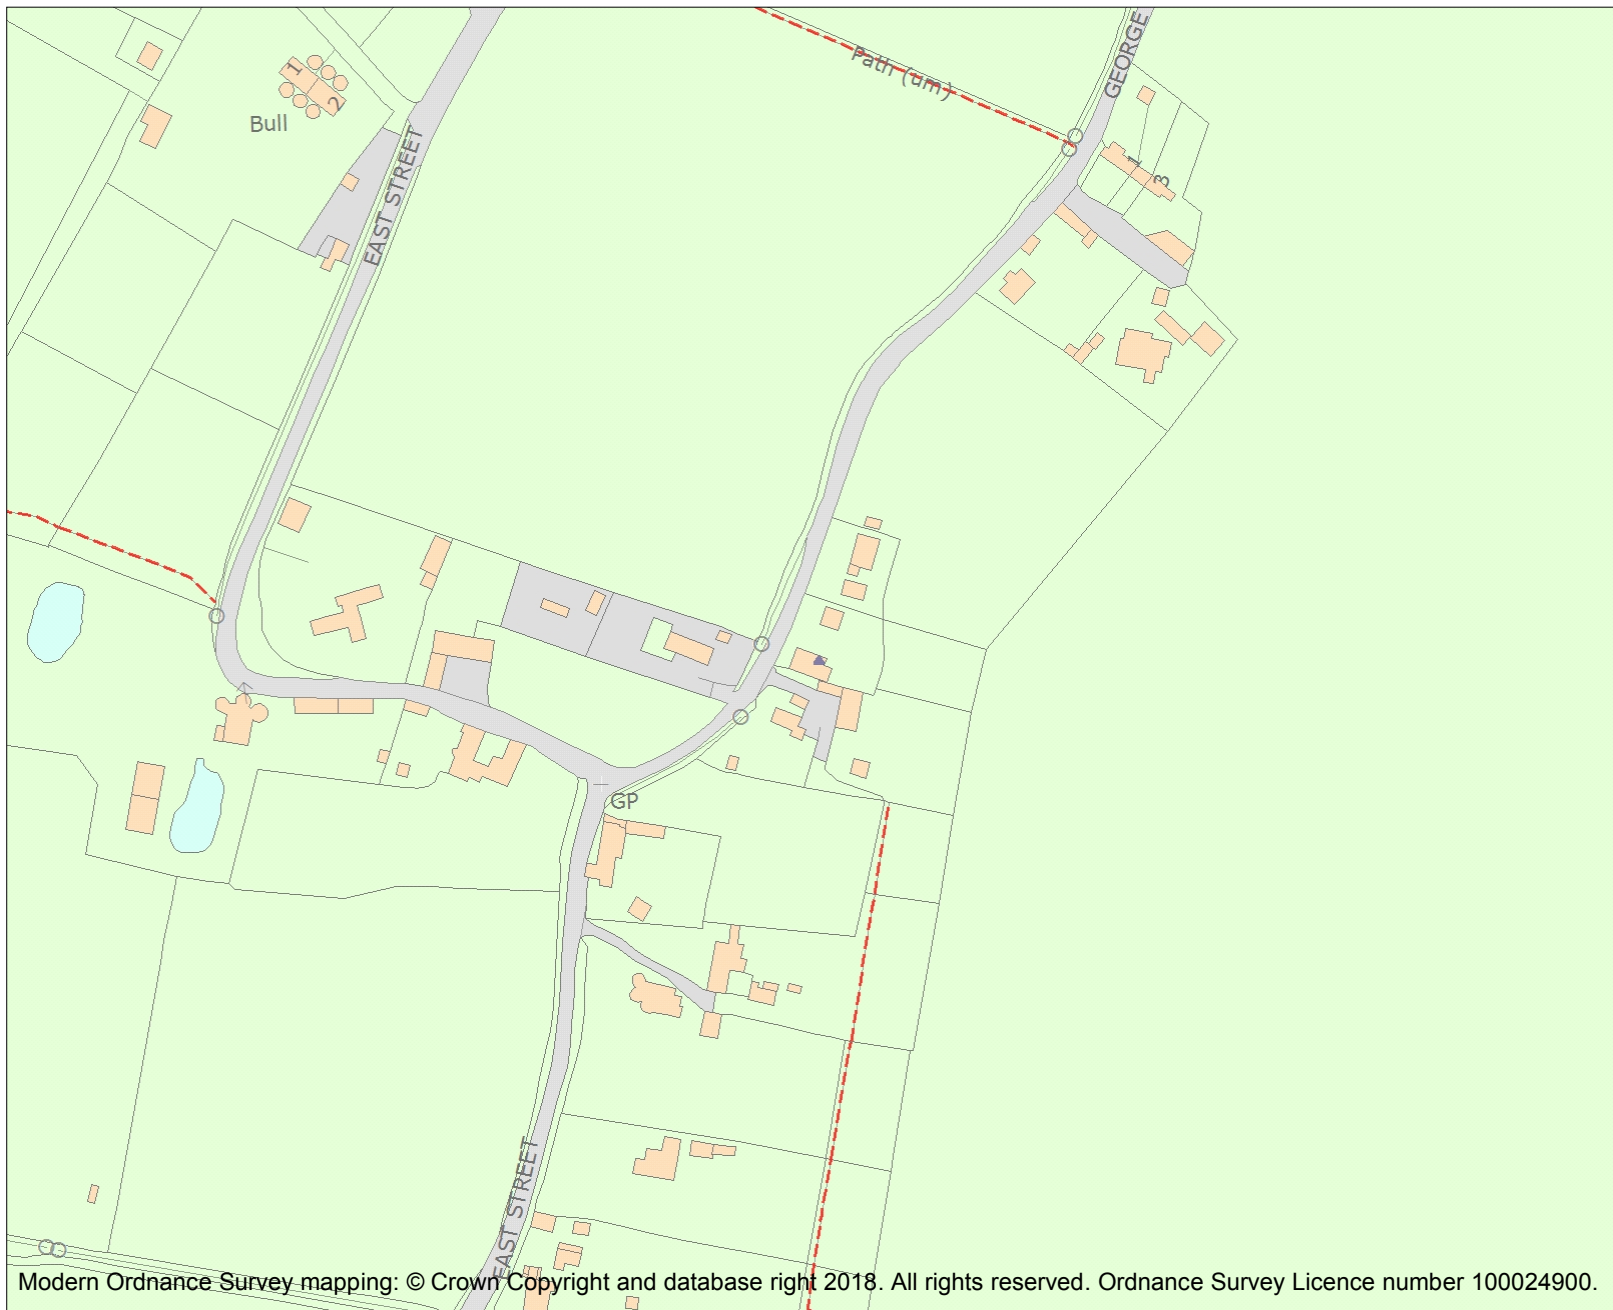 GEORGE
Path (um)
1
2
Bull
EAST STREET
1
3
GP
EAST STREET
Modern Ordnance Survey mapping: © Crown Copyright and database right 2018. All rights reserved. Ordnance Survey Licence number 100024900.